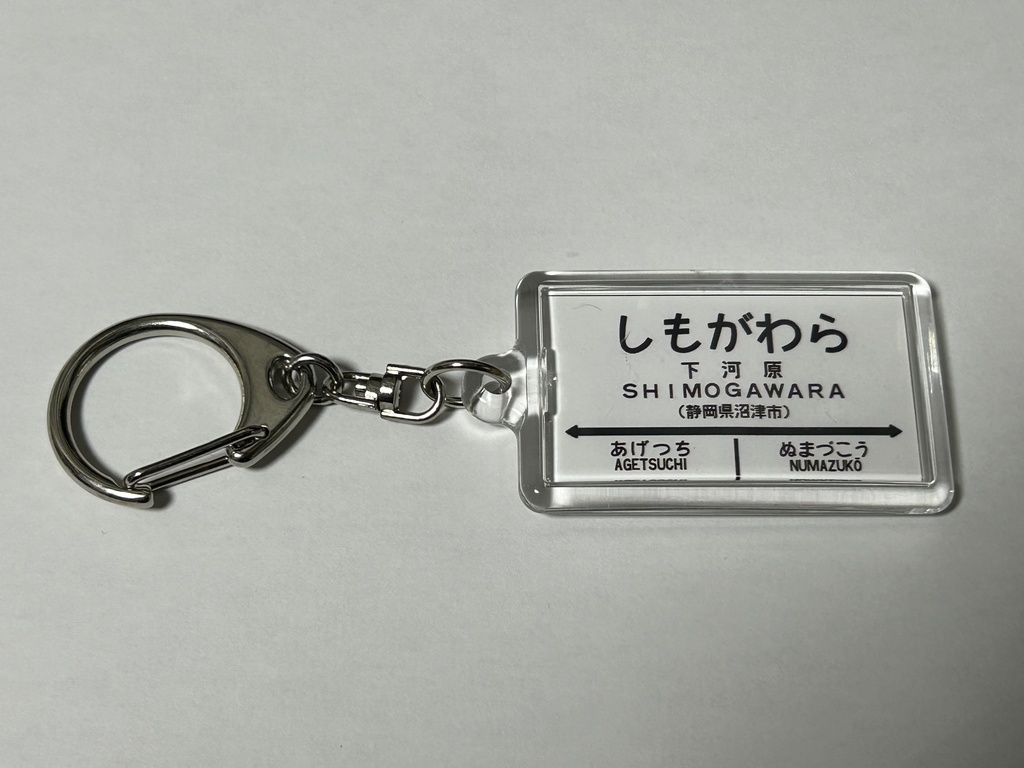 しもがわら
下河原
SHIMOGAWARA
(静岡県沼津市)
あげつち ぬまづこう
AGETSUCHI NUMAZUKŌ